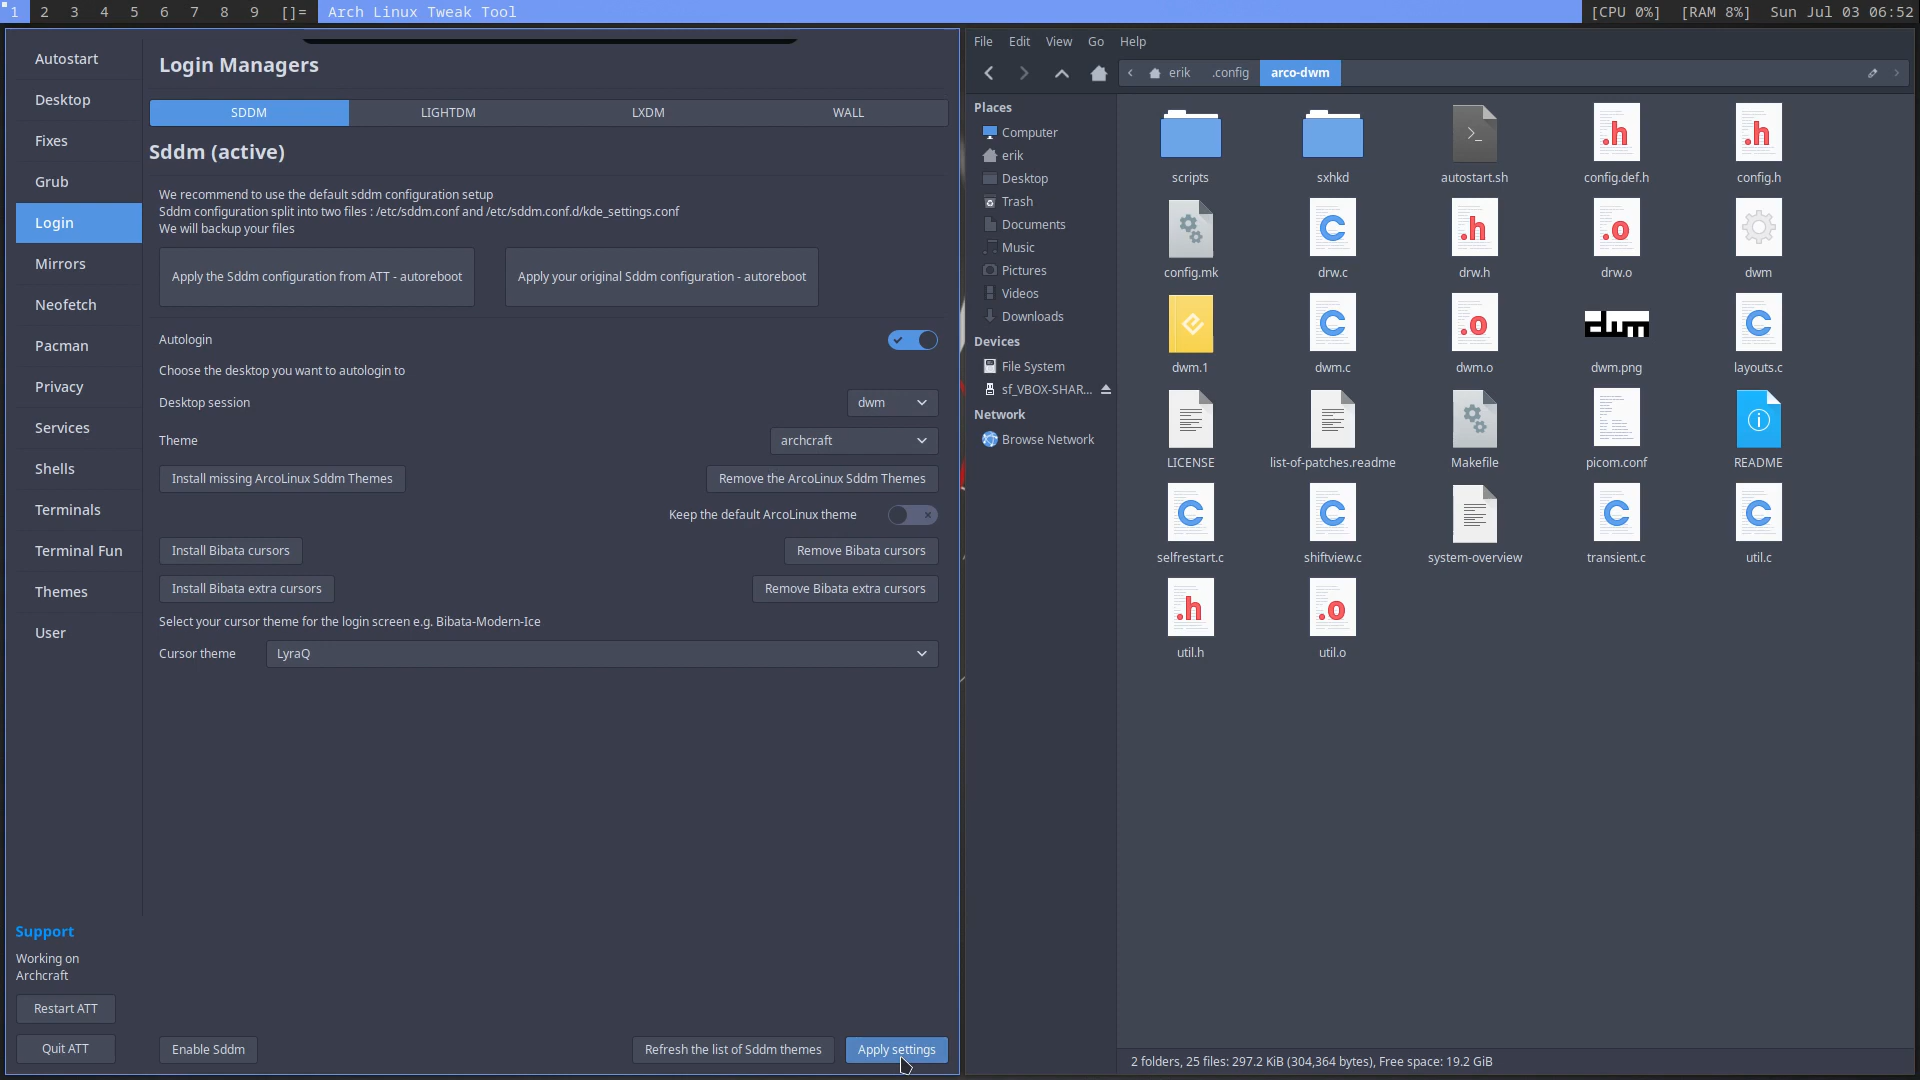 1 2 3 4 5 6 7 8 9 []= Arch Linux Tweak Tool [CPU 0%] [RAM 8%] Sun Jul 03 06:52
Autostart
Desktop
Fixes
Grub
Login
Mirrors
Neofetch
Pacman
Privacy
Services
Shells
Terminals
Terminal Fun
Themes
User
Support
Working on
Archcraft
Restart ATT
Quit ATT
Login Managers
SDDM LIGHTDM LXDM WALL
Sddm (active)
We recommend to use the default sddm configuration setup
Sddm configuration split into two files : /etc/sddm.conf and /etc/sddm.conf.d/kde_settings.conf
We will backup your files
Apply the Sddm configuration from ATT - autoreboot Apply your original Sddm configuration - autoreboot
Autologin
Choose the desktop you want to autologin to
Desktop session dwm
Theme archcraft
Install missing ArcoLinux Sddm Themes Remove the ArcoLinux Sddm Themes
Keep the default ArcoLinux theme
Install Bibata cursors Remove Bibata cursors
Install Bibata extra cursors Remove Bibata extra cursors
Select your cursor theme for the login screen e.g. Bibata-Modern-Ice
Cursor theme LyraQ
Enable Sddm Refresh the list of Sddm themes Apply settings
File Edit View Go Help
erik .config arco-dwm
Places
Computer
erik
Desktop
Trash
Documents
Music
Pictures
Videos
Downloads
Devices
File System
sf_VBOX-SHAR...
Network
Browse Network
scripts sxhkd autostart.sh config.def.h config.h
config.mk drw.c drw.h drw.o dwm
dwm.1 dwm.c dwm.o dwm.png layouts.c
LICENSE list-of-patches.readme Makefile picom.conf README
selfrestart.c shiftview.c system-overview transient.c util.c
util.h util.o
2 folders, 25 files: 297.2 KiB (304,364 bytes), Free space: 19.2 GiB